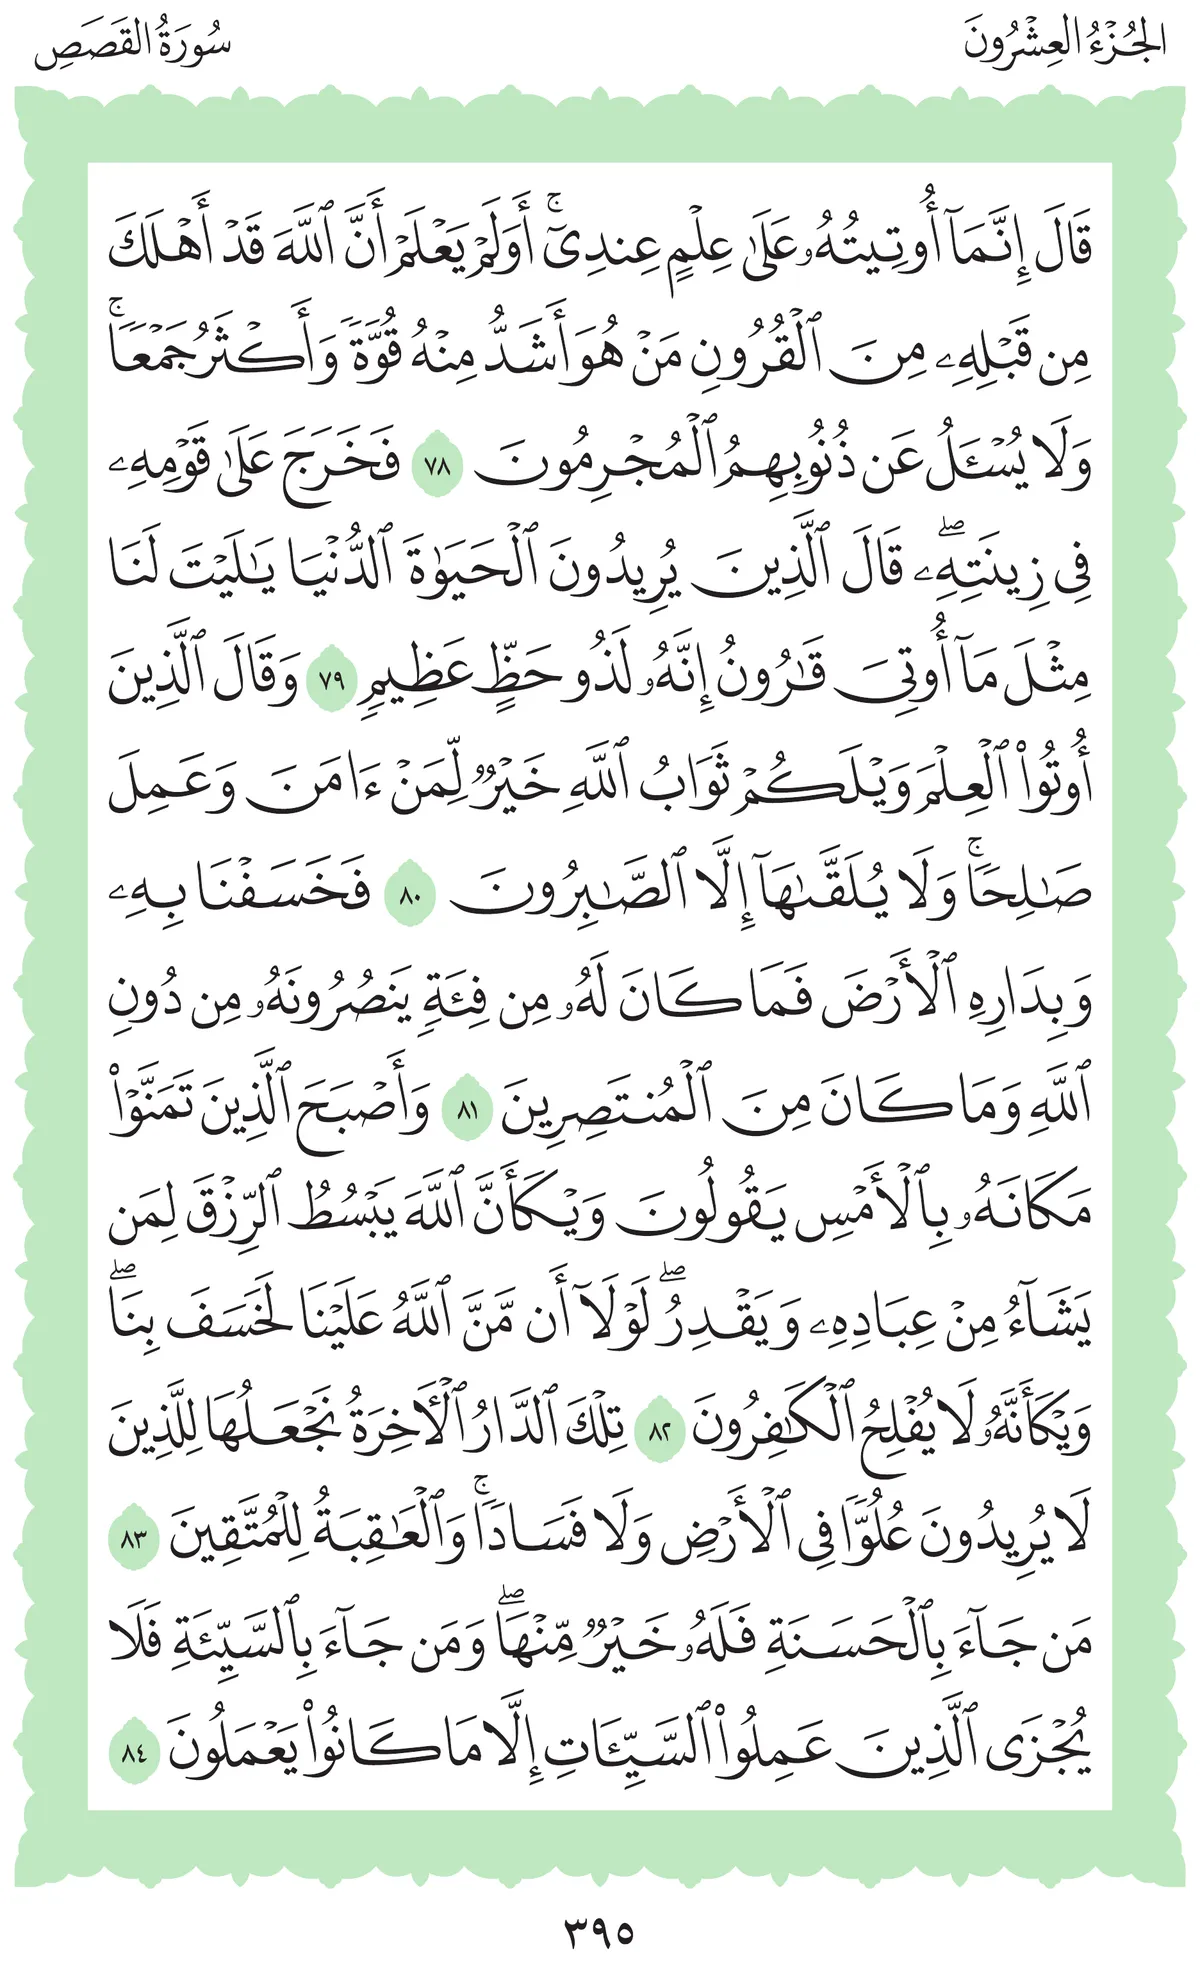 الجُزْءُ العِشْرُونَ
سُورَةُ القَصَصِ
قَالَ إِنَّمَآ أُوتِيتُهُۥ عَلَىٰ عِلْمٍ عِندِىٓۚ أَوَلَمْ يَعْلَمْ أَنَّ ٱللَّهَ قَدْ أَهْلَكَ
مِن قَبْلِهِۦ مِنَ ٱلْقُرُونِ مَنْ هُوَ أَشَدُّ مِنْهُ قُوَّةً وَأَكْثَرُ جَمْعًاۚ
وَلَا يُسْـَٔلُ عَن ذُنُوبِهِمُ ٱلْمُجْرِمُونَ ٧٨ فَخَرَجَ عَلَىٰ قَوْمِهِۦ
فِى زِينَتِهِۦۖ قَالَ ٱلَّذِينَ يُرِيدُونَ ٱلْحَيَوٰةَ ٱلدُّنْيَا يَـٰلَيْتَ لَنَا
مِثْلَ مَآ أُوتِىَ قَـٰرُونُ إِنَّهُۥ لَذُو حَظٍّ عَظِيمٍ ٧٩ وَقَالَ ٱلَّذِينَ
أُوتُوا۟ ٱلْعِلْمَ وَيْلَكُمْ ثَوَابُ ٱللَّهِ خَيْرٌ لِّمَنْ ءَامَنَ وَعَمِلَ
صَـٰلِحًاۚ وَلَا يُلَقَّىٰهَآ إِلَّا ٱلصَّـٰبِرُونَ ٨٠ فَخَسَفْنَا بِهِۦ
وَبِدَارِهِ ٱلْأَرْضَ فَمَا كَانَ لَهُۥ مِن فِئَةٍ يَنصُرُونَهُۥ مِن دُونِ
ٱللَّهِ وَمَا كَانَ مِنَ ٱلْمُنتَصِرِينَ ٨١ وَأَصْبَحَ ٱلَّذِينَ تَمَنَّوْا۟
مَكَانَهُۥ بِٱلْأَمْسِ يَقُولُونَ وَيْكَأَنَّ ٱللَّهَ يَبْسُطُ ٱلرِّزْقَ لِمَن
يَشَآءُ مِنْ عِبَادِهِۦ وَيَقْدِرُۖ لَوْلَآ أَن مَّنَّ ٱللَّهُ عَلَيْنَا لَخَسَفَ بِنَاۖ
وَيْكَأَنَّهُۥ لَا يُفْلِحُ ٱلْكَـٰفِرُونَ ٨٢ تِلْكَ ٱلدَّارُ ٱلْـَٔاخِرَةُ نَجْعَلُهَا لِلَّذِينَ
لَا يُرِيدُونَ عُلُوًّا فِى ٱلْأَرْضِ وَلَا فَسَادًاۚ وَٱلْعَـٰقِبَةُ لِلْمُتَّقِينَ ٨٣
مَن جَآءَ بِٱلْحَسَنَةِ فَلَهُۥ خَيْرٌ مِّنْهَاۖ وَمَن جَآءَ بِٱلسَّيِّئَةِ فَلَا
يُجْزَى ٱلَّذِينَ عَمِلُوا۟ ٱلسَّيِّـَٔاتِ إِلَّا مَا كَانُوا۟ يَعْمَلُونَ ٨٤
٣٩٥